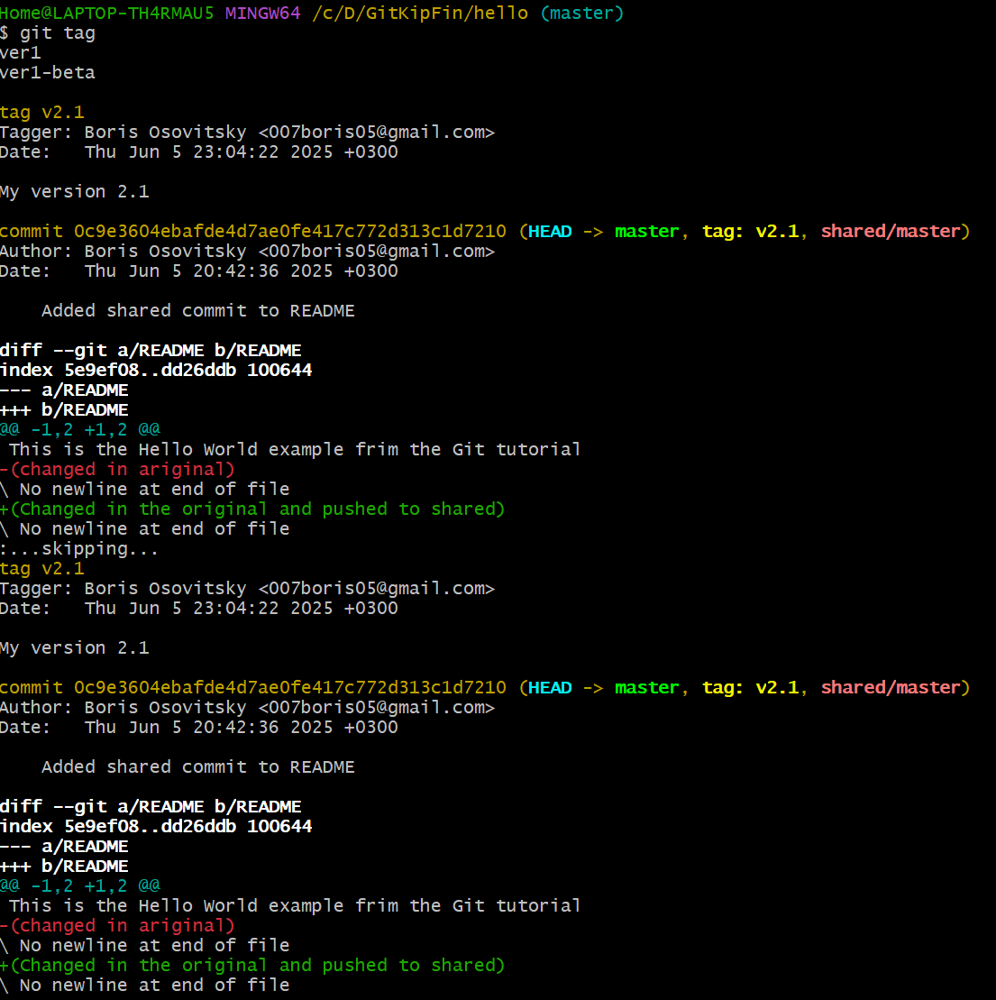 Home@LAPTOP-TH4RMAU5 MINGW64 /c/D/GitKipFin/hello (master)
$ git tag
ver1
ver1-beta
tag v2.1
Tagger: Boris Osovitsky <007boris05@gmail.com>
Date:   Thu Jun 5 23:04:22 2025 +0300
My version 2.1
commit 0c9e3604ebafde4d7ae0fe417c772d313c1d7210 (HEAD -> master, tag: v2.1, shared/master)
Author: Boris Osovitsky <007boris05@gmail.com>
Date:   Thu Jun 5 20:42:36 2025 +0300
    Added shared commit to README
diff --git a/README b/README
index 5e9ef08..dd26ddb 100644
--- a/README
+++ b/README
@@ -1,2 +1,2 @@
 This is the Hello World example frim the Git tutorial
-(changed in ariginal)
\ No newline at end of file
+(Changed in the original and pushed to shared)
\ No newline at end of file
:...skipping...
tag v2.1
Tagger: Boris Osovitsky <007boris05@gmail.com>
Date:   Thu Jun 5 23:04:22 2025 +0300
My version 2.1
commit 0c9e3604ebafde4d7ae0fe417c772d313c1d7210 (HEAD -> master, tag: v2.1, shared/master)
Author: Boris Osovitsky <007boris05@gmail.com>
Date:   Thu Jun 5 20:42:36 2025 +0300
    Added shared commit to README
diff --git a/README b/README
index 5e9ef08..dd26ddb 100644
--- a/README
+++ b/README
@@ -1,2 +1,2 @@
 This is the Hello World example frim the Git tutorial
-(changed in ariginal)
\ No newline at end of file
+(Changed in the original and pushed to shared)
\ No newline at end of file